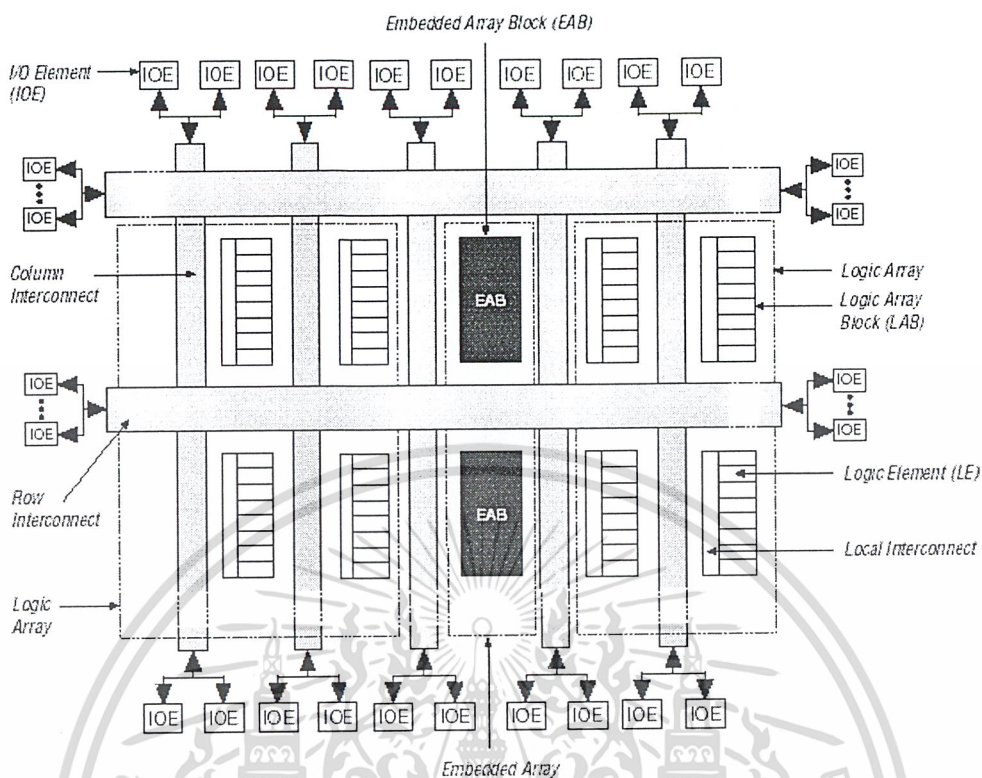 Embedded Array Block (EAB)
I/O Element
(IOE)
IOE IOE IOE IOE IOE IOE IOE IOE IOE IOE
IOE IOE
IOE IOE
Column
Interconnect
EAB
Logic Array
Logic Array
Block (LAB)
IOE IOE
IOE IOE
Row
Interconnect
EAB
Logic Element (LE)
Local Interconnect
Logic
Array
IOE IOE IOE IOE IOE IOE IOE IOE IOE IOE
Embedded Array